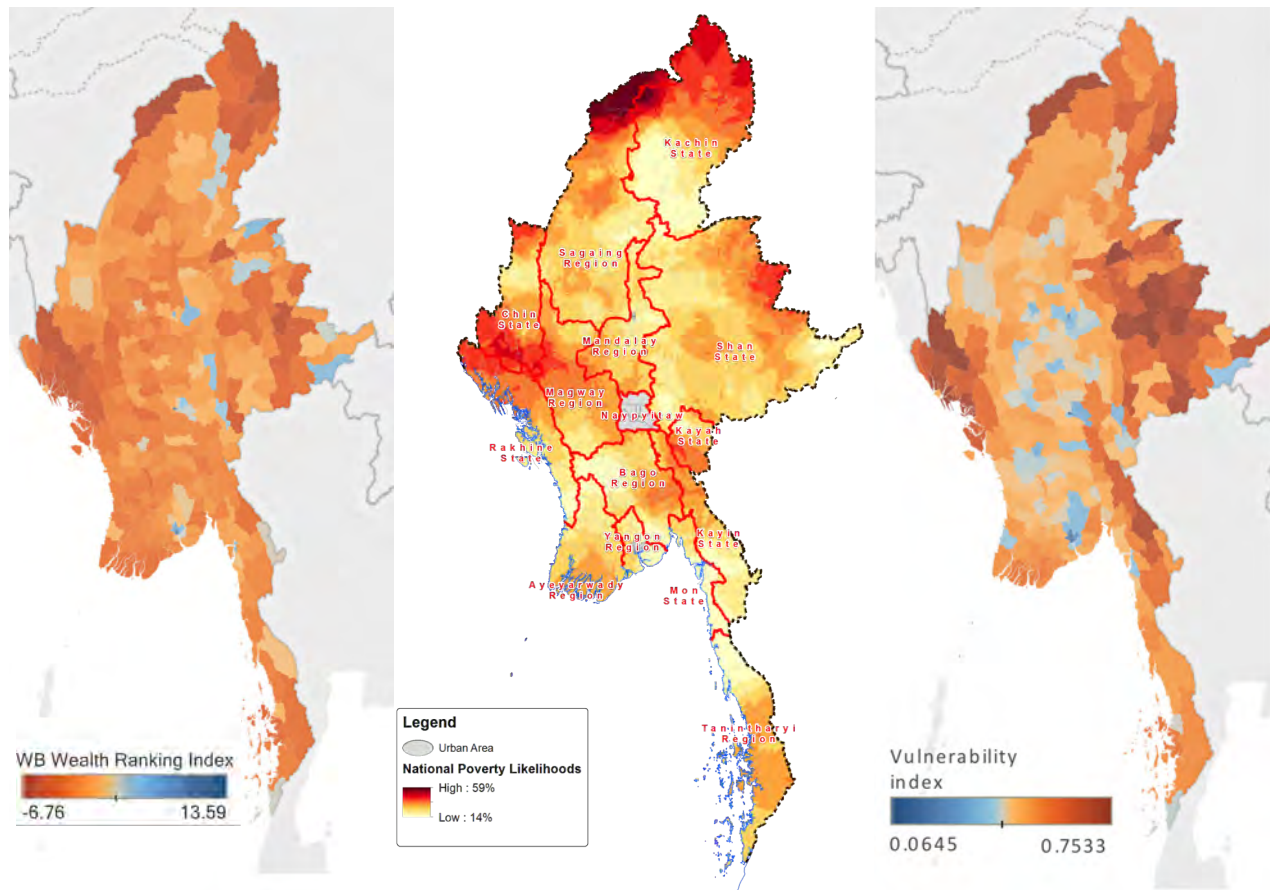 WB Wealth Ranking Index
-6.76 13.59
Kachin
State
Sagaing
Region
Chin
State
Mandalay
Region
Shan
State
Magway
Region
Naypyitaw
Kayah
State
Rakhine
State
Bago
Region
Yangon
Region
Kayin
State
Ayeyarwady
Region
Mon
State
Tanintharyi
Region
Legend
Urban Area
National Poverty Likelihoods
High : 59%
Low : 14%
Vulnerability
index
0.0645 0.7533